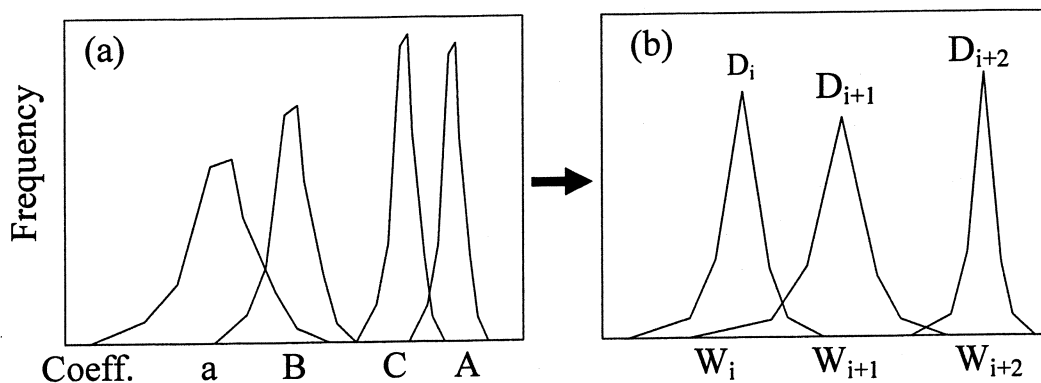 (a)
Frequency
Coeff. a B C A
(b)
Dᵢ Dᵢ₊₁ Dᵢ₊₂
Wᵢ Wᵢ₊₁ Wᵢ₊₂